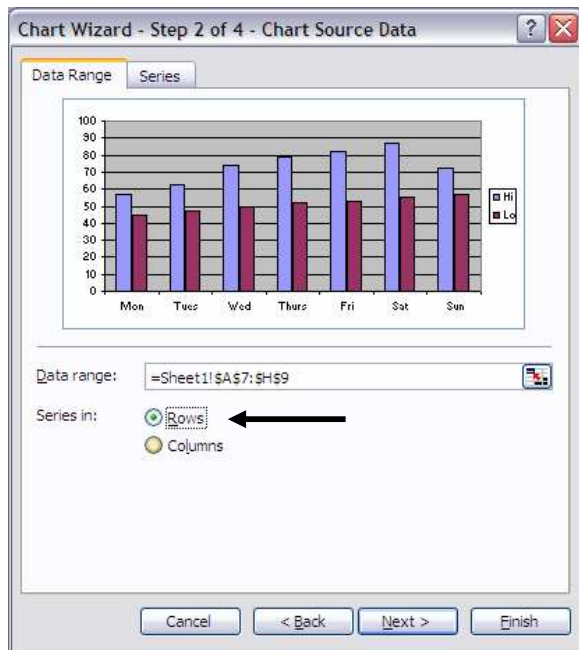 Chart Wizard - Step 2 of 4 - Chart Source Data
Data Range Series
100
90
80
70
60
50
40
30
20
10
0
Mon Tues Wed Thurs Fri Sat Sun
Hi
Lo
Data range: =Sheet1!$A$7:$H$9
Series in: Rows
Columns
Cancel < Back Next > Finish